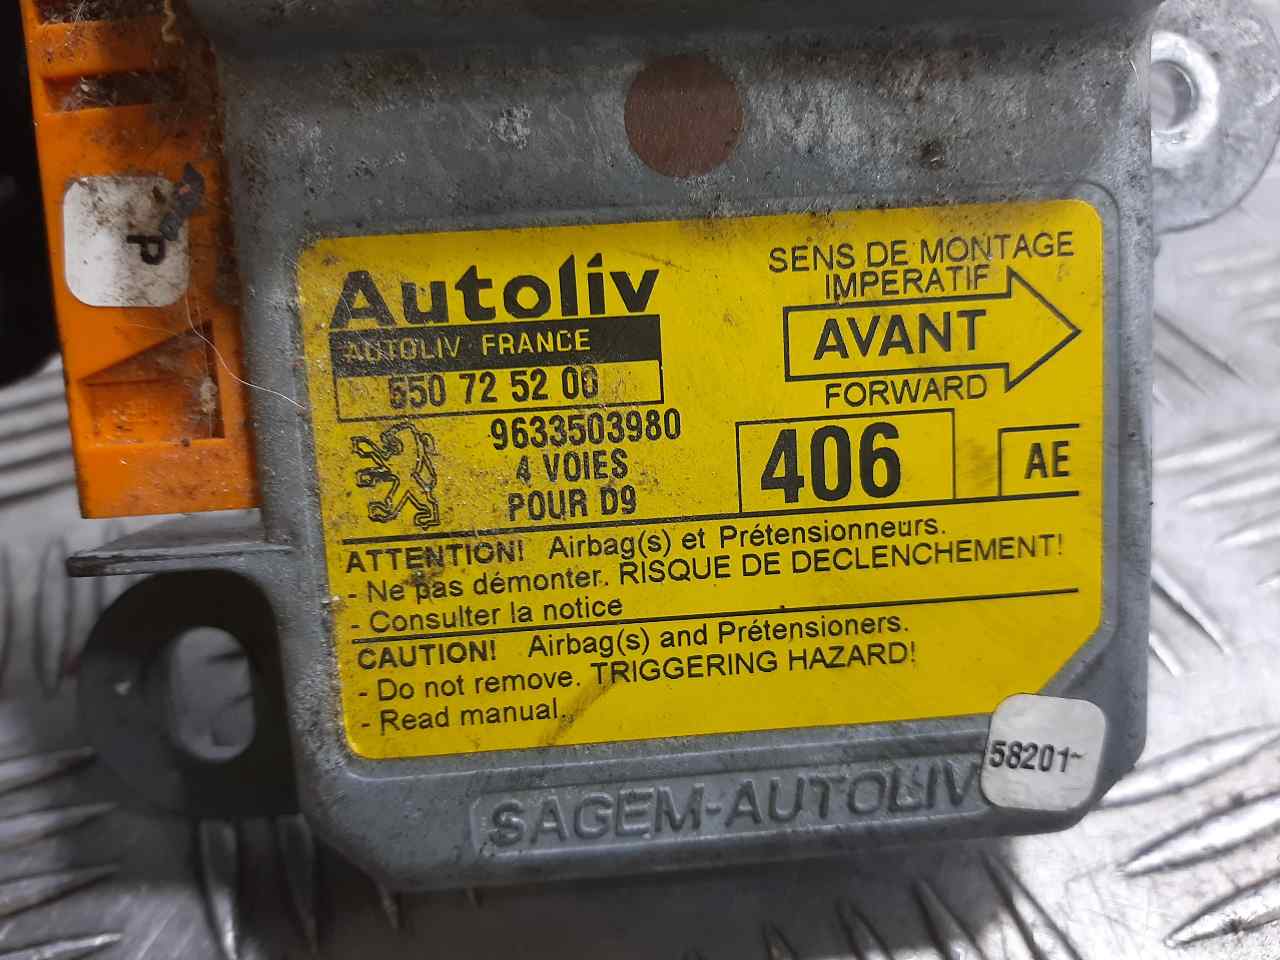 P
Autoliv
AUTOLIV FRANCE
650 72 52 00
9633503980
4 VOIES
POUR D9
SENS DE MONTAGE
IMPERATIF
AVANT
FORWARD
406
AE
ATTENTION! Airbag(s) et Prétensionneurs.
- Ne pas démonter. RISQUE DE DECLENCHEMENT!
- Consulter la notice
CAUTION! Airbag(s) and Prétensioners.
- Do not remove. TRIGGERING HAZARD!
- Read manual.
58201~
SAGEM-AUTOLIV